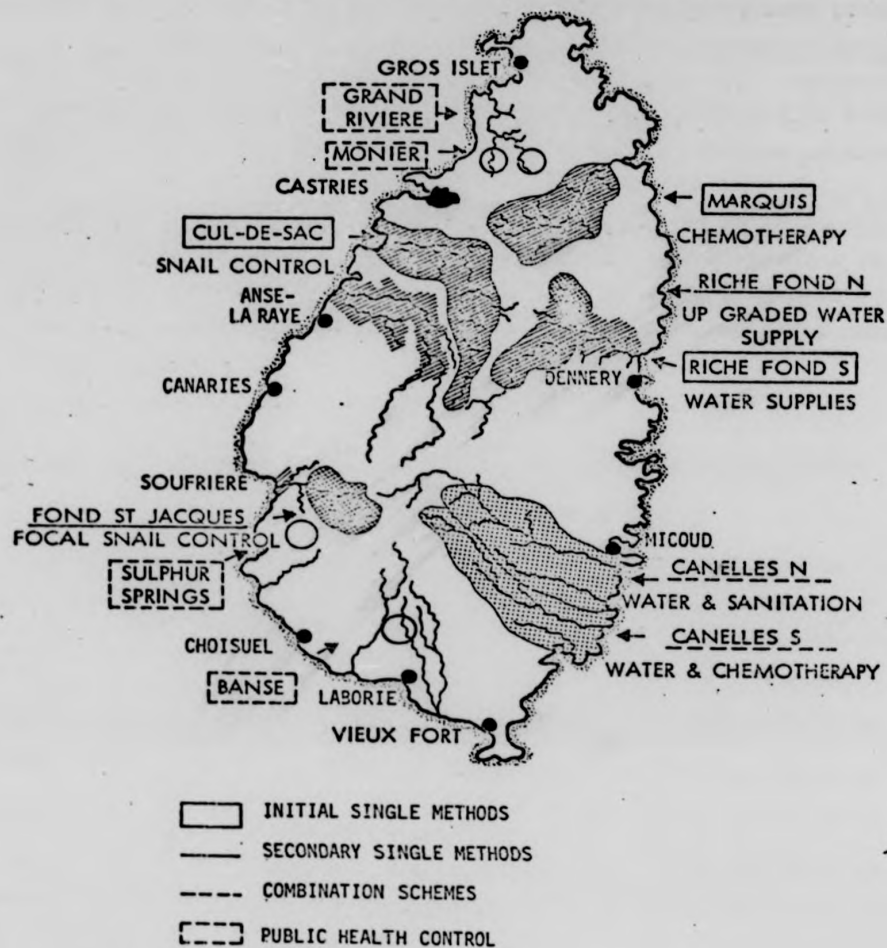 GROS ISLET
GRAND
RIVIERE
MONIER
CASTRIES
MARQUIS
CUL-DE-SAC
CHEMOTHERAPY
SNAIL CONTROL
RICHE FOND N
ANSE-
LA RAYE
UP GRADED WATER
SUPPLY
CANARIES
DENNERY
RICHE FOND S
WATER SUPPLIES
SOUFRIERE
FOND ST JACQUES
FOCAL SNAIL CONTROL
MICOUD
SULPHUR
SPRINGS
CANELLES N
WATER & SANITATION
CHOISUEL
CANELLES S
BANSE
LABORIE
WATER & CHEMOTHERAPY
VIEUX FORT
INITIAL SINGLE METHODS
SECONDARY SINGLE METHODS
COMBINATION SCHEMES
PUBLIC HEALTH CONTROL